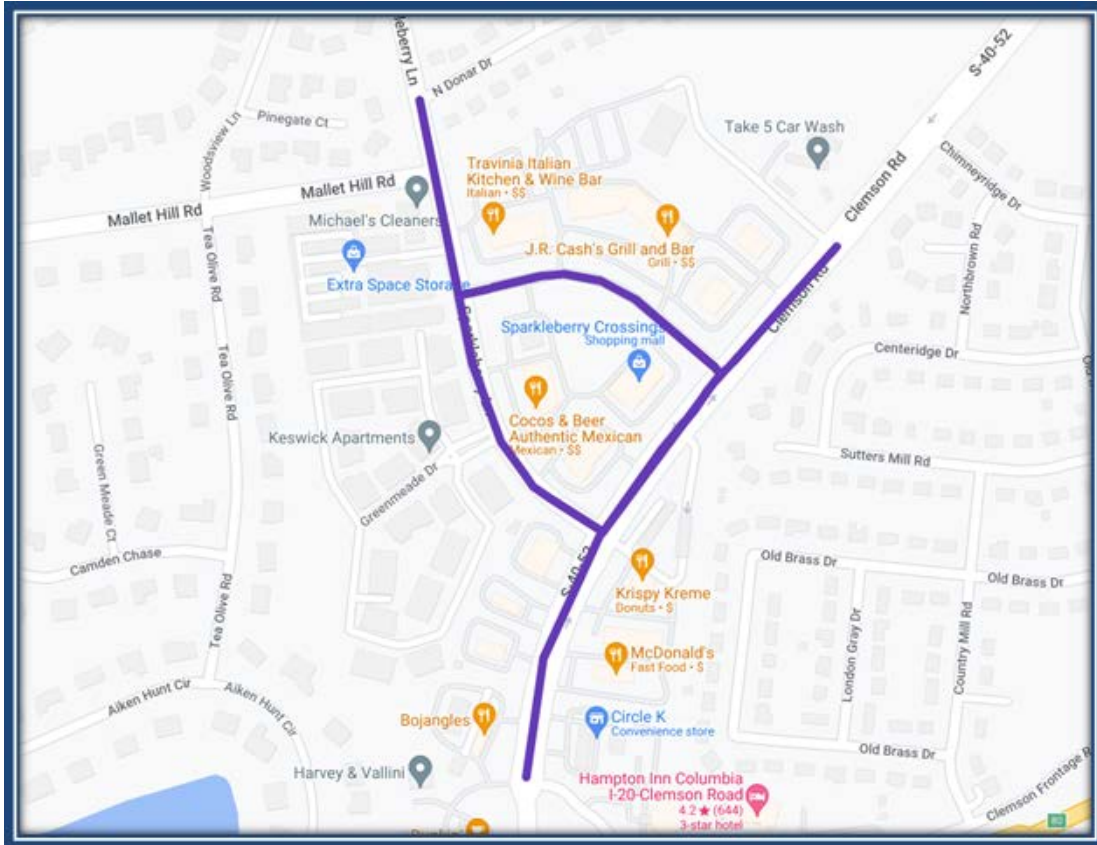 S-40-52
leberry Ln
N Donar Dr
Take 5 Car Wash
Woodsview Ln
Pinegate Ct
Clemson Rd
Chimneyridge Dr
Travinia Italian
Kitchen & Wine Bar
Italian • $$
Mallet Hill Rd
Mallet Hill Rd
Michael's Cleaners
J.R. Cash's Grill and Bar
Grill • $$
Tea Olive Rd
Northbrown Rd
Extra Space Storage
Clemson Rd
Sparkleberry Ln
Sparkleberry Crossings
Shopping mall
Centeridge Dr
Tea Olive Rd
Cocos & Beer
Authentic Mexican
Mexican • $$
Keswick Apartments
Sutters Mill Rd
Green Meade Ct
Greenmeade Dr
Camden Chase
S-40-52
Old Brass Dr
Old Brass Dr
Krispy Kreme
Donuts • $
Tea Olive Rd
London Gray Dr
Country Mill Rd
McDonald's
Fast Food • $
Aiken Hunt Cir
Aiken Hunt Cir
Bojangles
Circle K
Convenience store
Old Brass Dr
Harvey & Vallini
Hampton Inn Columbia
I-20-Clemson Road
4.2 ★ (644)
3-star hotel
Clemson Frontage R